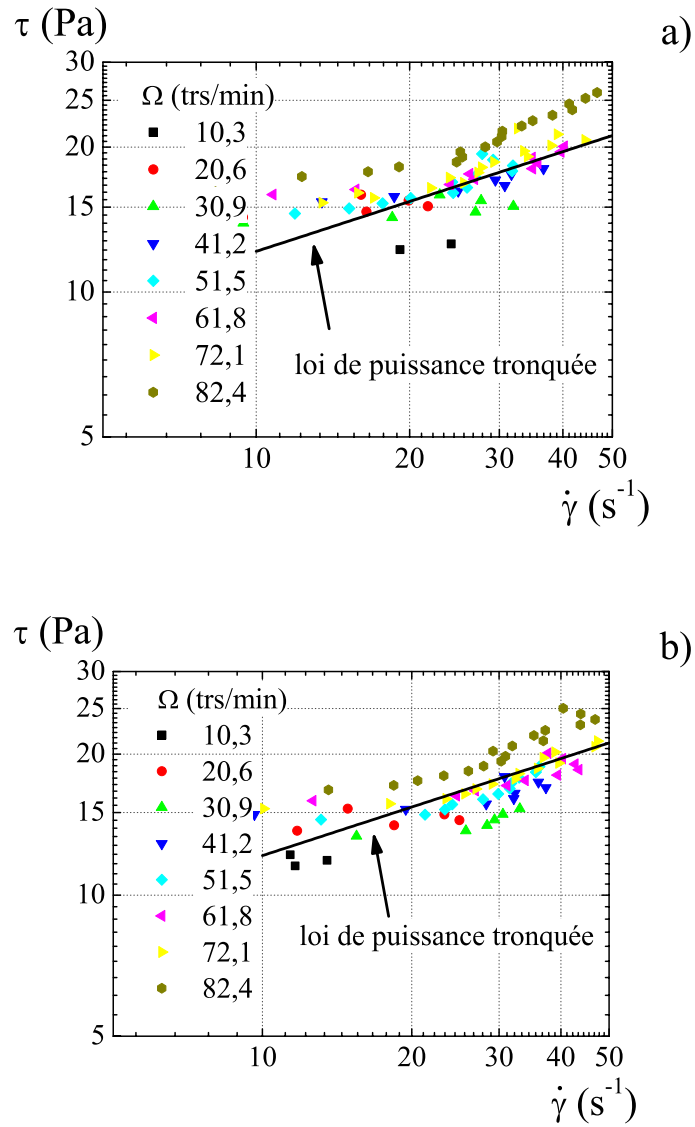 τ (Pa)
a)
30
25
20
15
10
5
Ω (trs/min)
10,3
20,6
30,9
41,2
51,5
61,8
72,1
82,4
loi de puissance tronquée
10 20 30 40 50
γ̇ (s⁻¹)
τ (Pa)
b)
30
25
20
15
10
5
Ω (trs/min)
10,3
20,6
30,9
41,2
51,5
61,8
72,1
82,4
loi de puissance tronquée
10 20 30 40 50
γ̇ (s⁻¹)